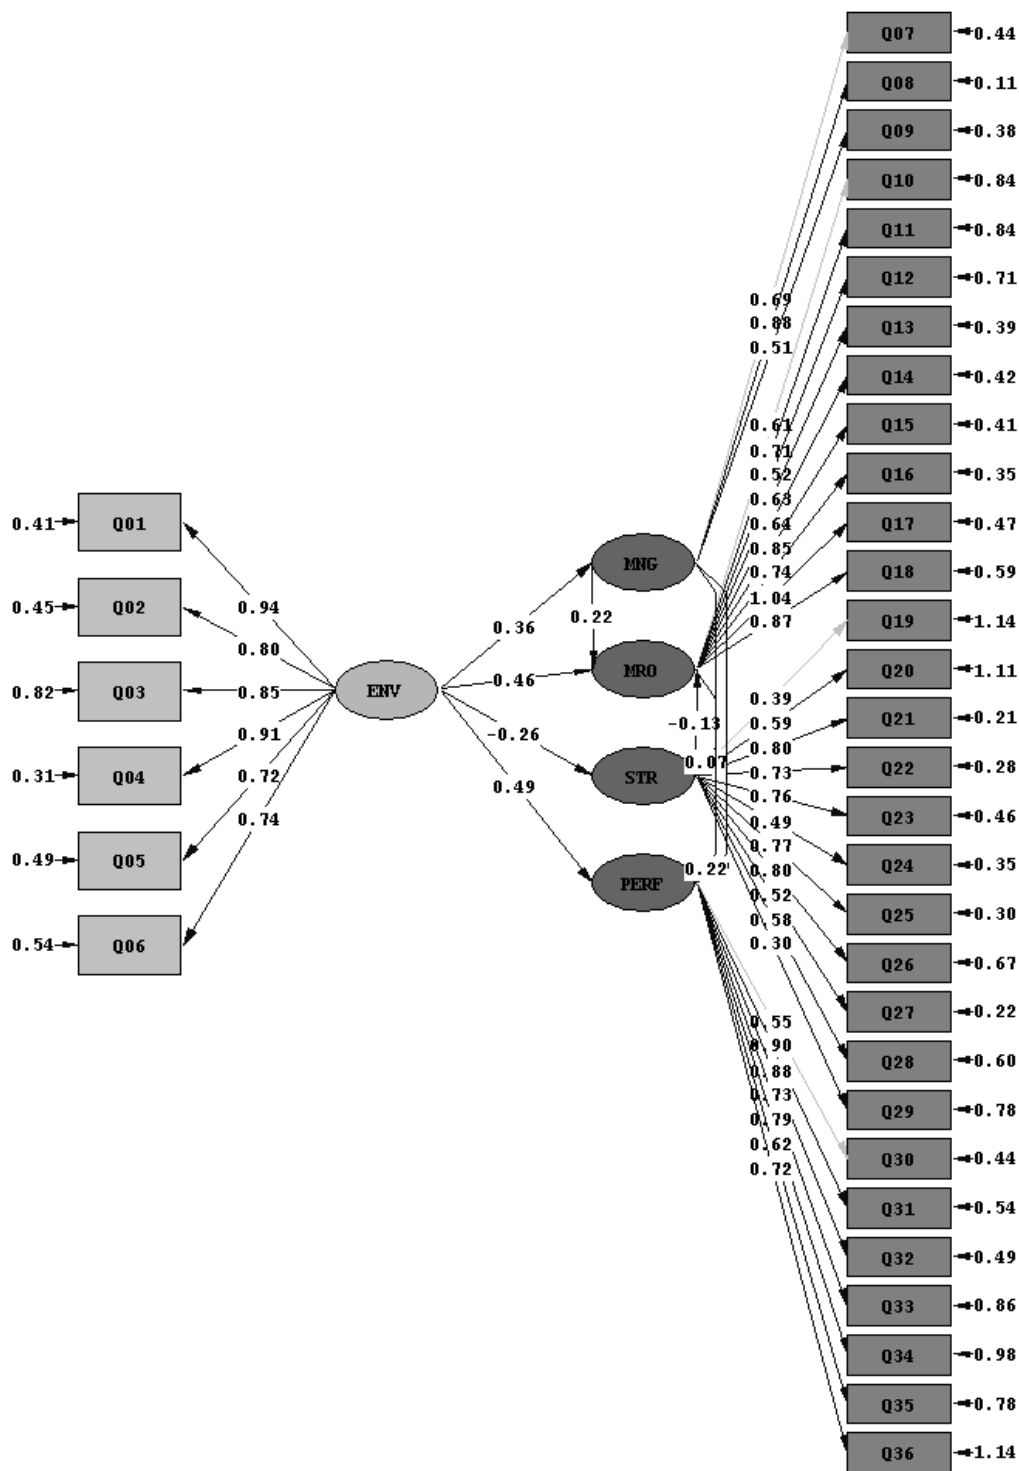 Q07 0.44
Q08 0.11
Q09 0.38
Q10 0.84
Q11 0.84
Q12 0.71
0.69
0.88
Q13 0.39
0.51
Q14 0.42
0.61
Q15 0.41
0.71
0.52
Q16 0.35
0.63
0.41 Q01
0.64
Q17 0.47
0.85
MNG
0.74
Q18 0.59
1.04
0.45 Q02
0.94
0.36
0.22
0.87
Q19 1.14
0.80
0.82 Q03
0.85
ENV
0.46
MRO
Q20 1.11
0.39
0.91
-0.26
-0.13
0.59
Q21 0.21
0.80
0.31 Q04
0.72
0.49
STR
0.07
0.73
Q22 0.28
0.76
0.74
0.49
Q23 0.46
0.77
0.49 Q05
PERF
0.22
0.80
Q24 0.35
0.52
0.58
Q25 0.30
0.54 Q06
0.30
Q26 0.67
Q27 0.22
0.55
0.90
Q28 0.60
0.88
0.73
Q29 0.78
0.79
0.62
Q30 0.44
0.72
Q31 0.54
Q32 0.49
Q33 0.86
Q34 0.98
Q35 0.78
Q36 1.14